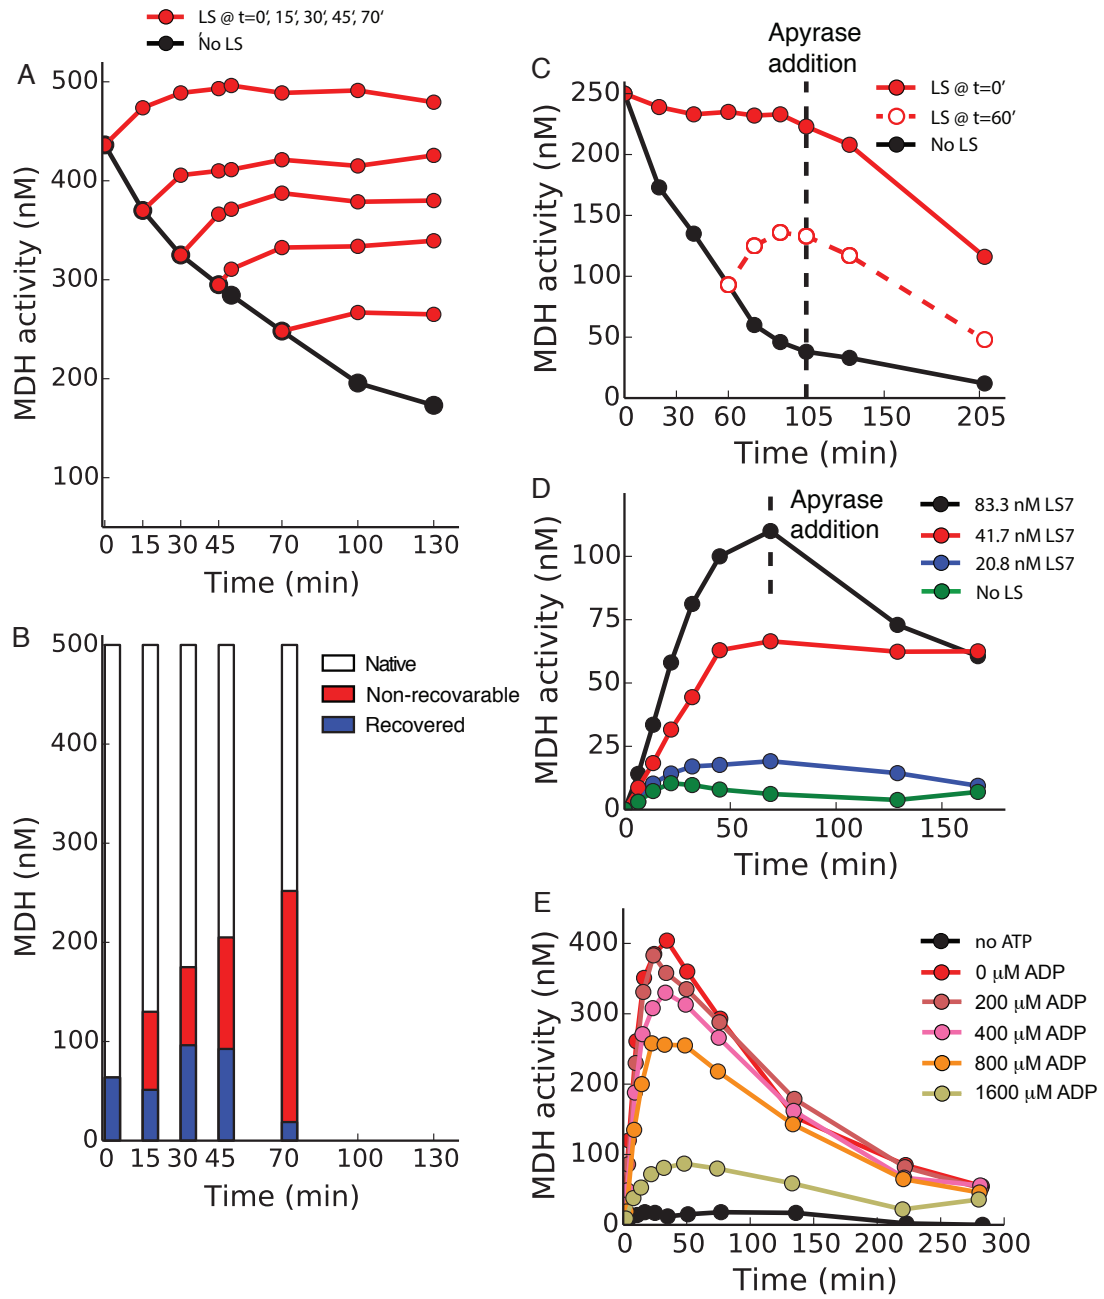 LS @ t=0‘, 15‘, 30‘, 45‘, 70‘
‘No LS
A
500
400
300
200
100
MDH activity (nM)
0 15 30 45 70 100 130
Time (min)
B
500
400
300
200
100
0
MDH (nM)
Native
Non-recovarable
Recovered
0 15 30 45 70 100 130
Time (min)
C
Apyrase
addition
LS @ t=0‘
LS @ t=60‘
No LS
250
200
150
100
50
0
MDH activity (nM)
0 30 60 105 150 205
Time (min)
D
Apyrase
addition
83.3 nM LS7
41.7 nM LS7
20.8 nM LS7
No LS
100
75
50
25
0
MDH activity (nM)
0 50 100 150
Time (min)
E
no ATP
0 μM ADP
200 μM ADP
400 μM ADP
800 μM ADP
1600 μM ADP
400
300
200
100
0
MDH activity (nM)
0 50 100 150 200 250 300
Time (min)